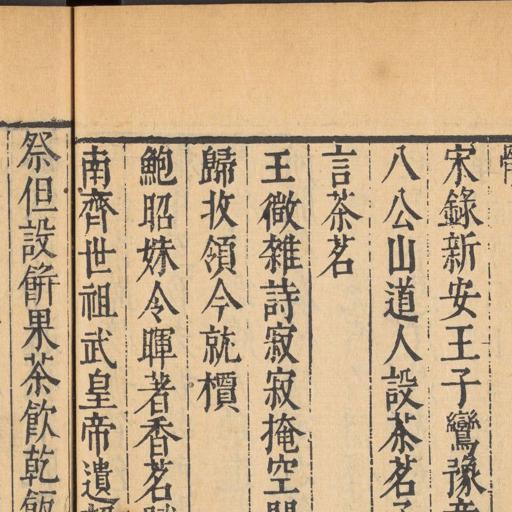 宋錄新安王子鸞豫章
八公山道人設茶茗子
言茶茗
王微雜詩寂寂掩空閣
歸收領今就檟
鮑昭妹令暉著香茗賦
南齊世祖武皇帝遺詔
祭但設餅果茶飲乾飯